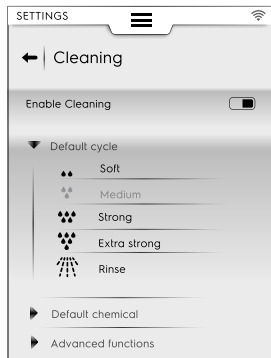 SETTINGS
Cleaning
Enable Cleaning
Default cycle
Soft
Medium
Strong
Extra strong
Rinse
Default chemical
Advanced functions